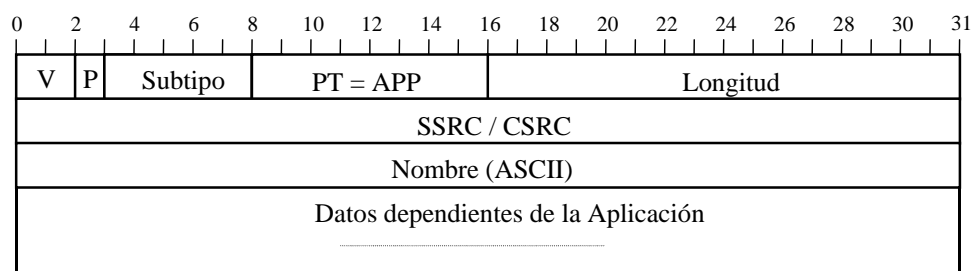 0 2 4 6 8 10 12 14 16 18 20 22 24 26 28 30 31
V P Subtipo PT = APP Longitud
SSRC / CSRC
Nombre (ASCII)
Datos dependientes de la Aplicación